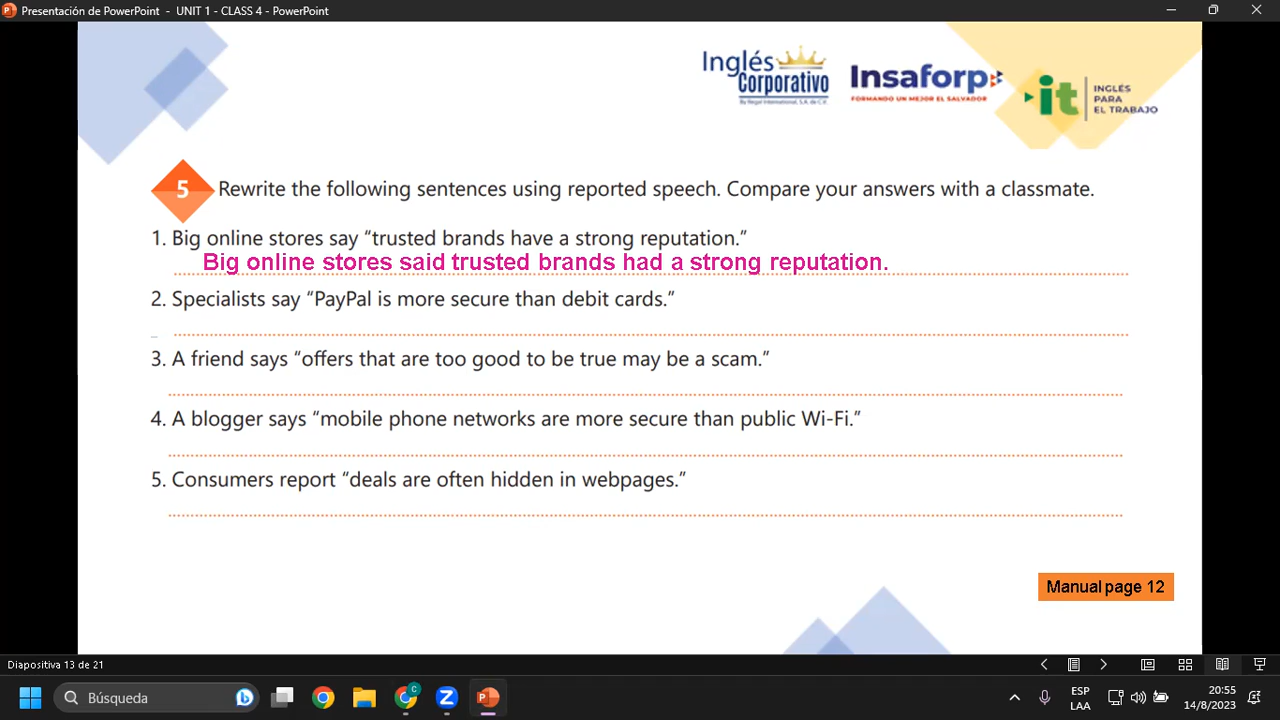 Presentación de PowerPoint - UNIT 1 - CLASS 4 - PowerPoint
Inglés
Corporativo
By Regal International, S.A. de C.V.
Insaforp
FORMANDO UN MEJOR EL SALVADOR
it
INGLÉS
PARA
EL TRABAJO
5 Rewrite the following sentences using reported speech. Compare your answers with a classmate.
1. Big online stores say “trusted brands have a strong reputation.”
Big online stores said trusted brands had a strong reputation.
2. Specialists say “PayPal is more secure than debit cards.”
3. A friend says “offers that are too good to be true may be a scam.”
4. A blogger says “mobile phone networks are more secure than public Wi-Fi.”
5. Consumers report “deals are often hidden in webpages.”
Manual page 12
Diapositiva 13 de 21
Búsqueda
ESP
LAA
20:55
14/8/2023